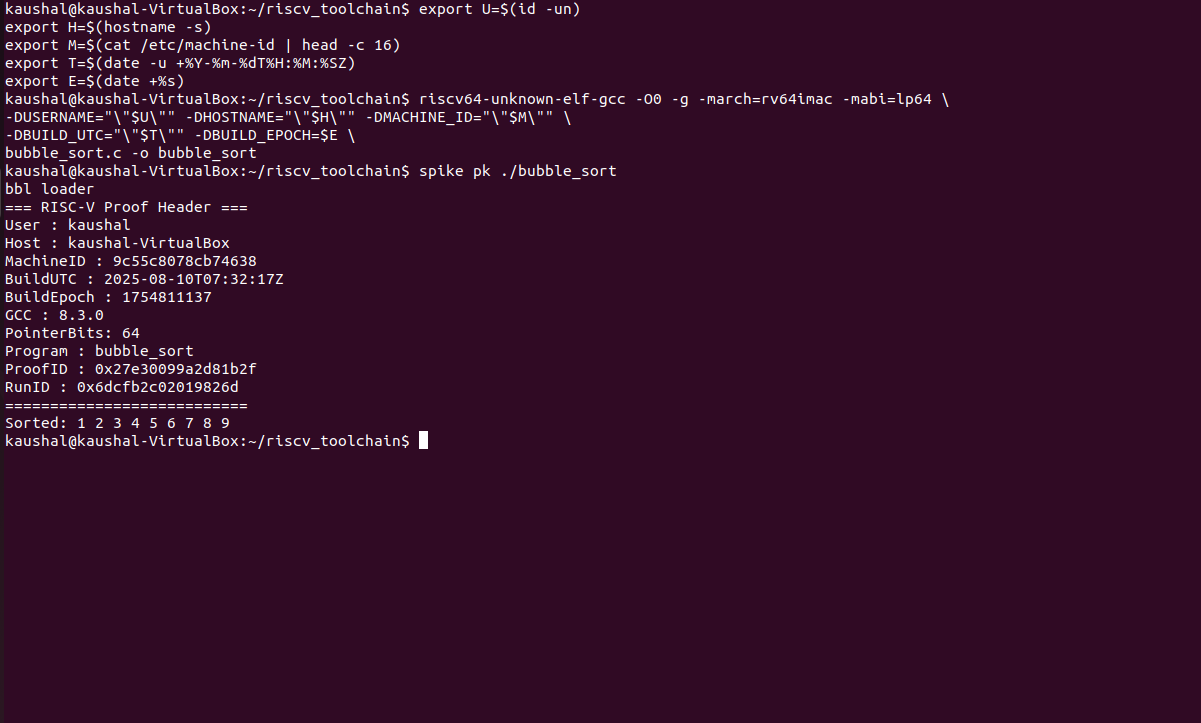 kaushal@kaushal-VirtualBox:~/riscv_toolchain$ export U=$(id -un)
export H=$(hostname -s)
export M=$(cat /etc/machine-id | head -c 16)
export T=$(date -u +%Y-%m-%dT%H:%M:%SZ)
export E=$(date +%s)
kaushal@kaushal-VirtualBox:~/riscv_toolchain$ riscv64-unknown-elf-gcc -O0 -g -march=rv64imac -mabi=lp64 \
-DUSERNAME="\"$U\"" -DHOSTNAME="\"$H\"" -DMACHINE_ID="\"$M\"" \
-DBUILD_UTC="\"$T\"" -DBUILD_EPOCH=$E \
bubble_sort.c -o bubble_sort
kaushal@kaushal-VirtualBox:~/riscv_toolchain$ spike pk ./bubble_sort
bbl loader
=== RISC-V Proof Header ===
User : kaushal
Host : kaushal-VirtualBox
MachineID : 9c55c8078cb74638
BuildUTC : 2025-08-10T07:32:17Z
BuildEpoch : 1754811137
GCC : 8.3.0
PointerBits: 64
Program : bubble_sort
ProofID : 0x27e30099a2d81b2f
RunID : 0x6dcfb2c02019826d
===========================
Sorted: 1 2 3 4 5 6 7 8 9
kaushal@kaushal-VirtualBox:~/riscv_toolchain$